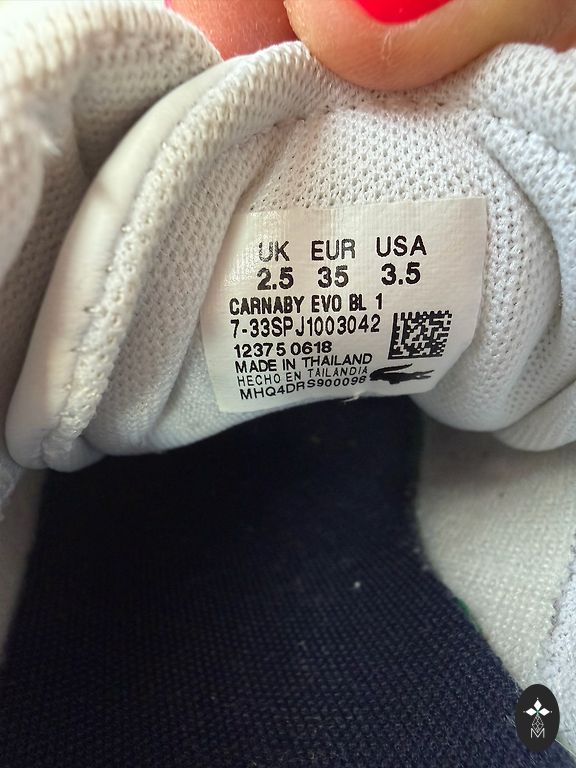 UK EUR USA
2.5 35 3.5
CARNABY EVO BL 1
7-33SPJ1003042
12375 0618
MADE IN THAILAND
HECHO EN TAILANDIA
MHQ4DRS900096
M